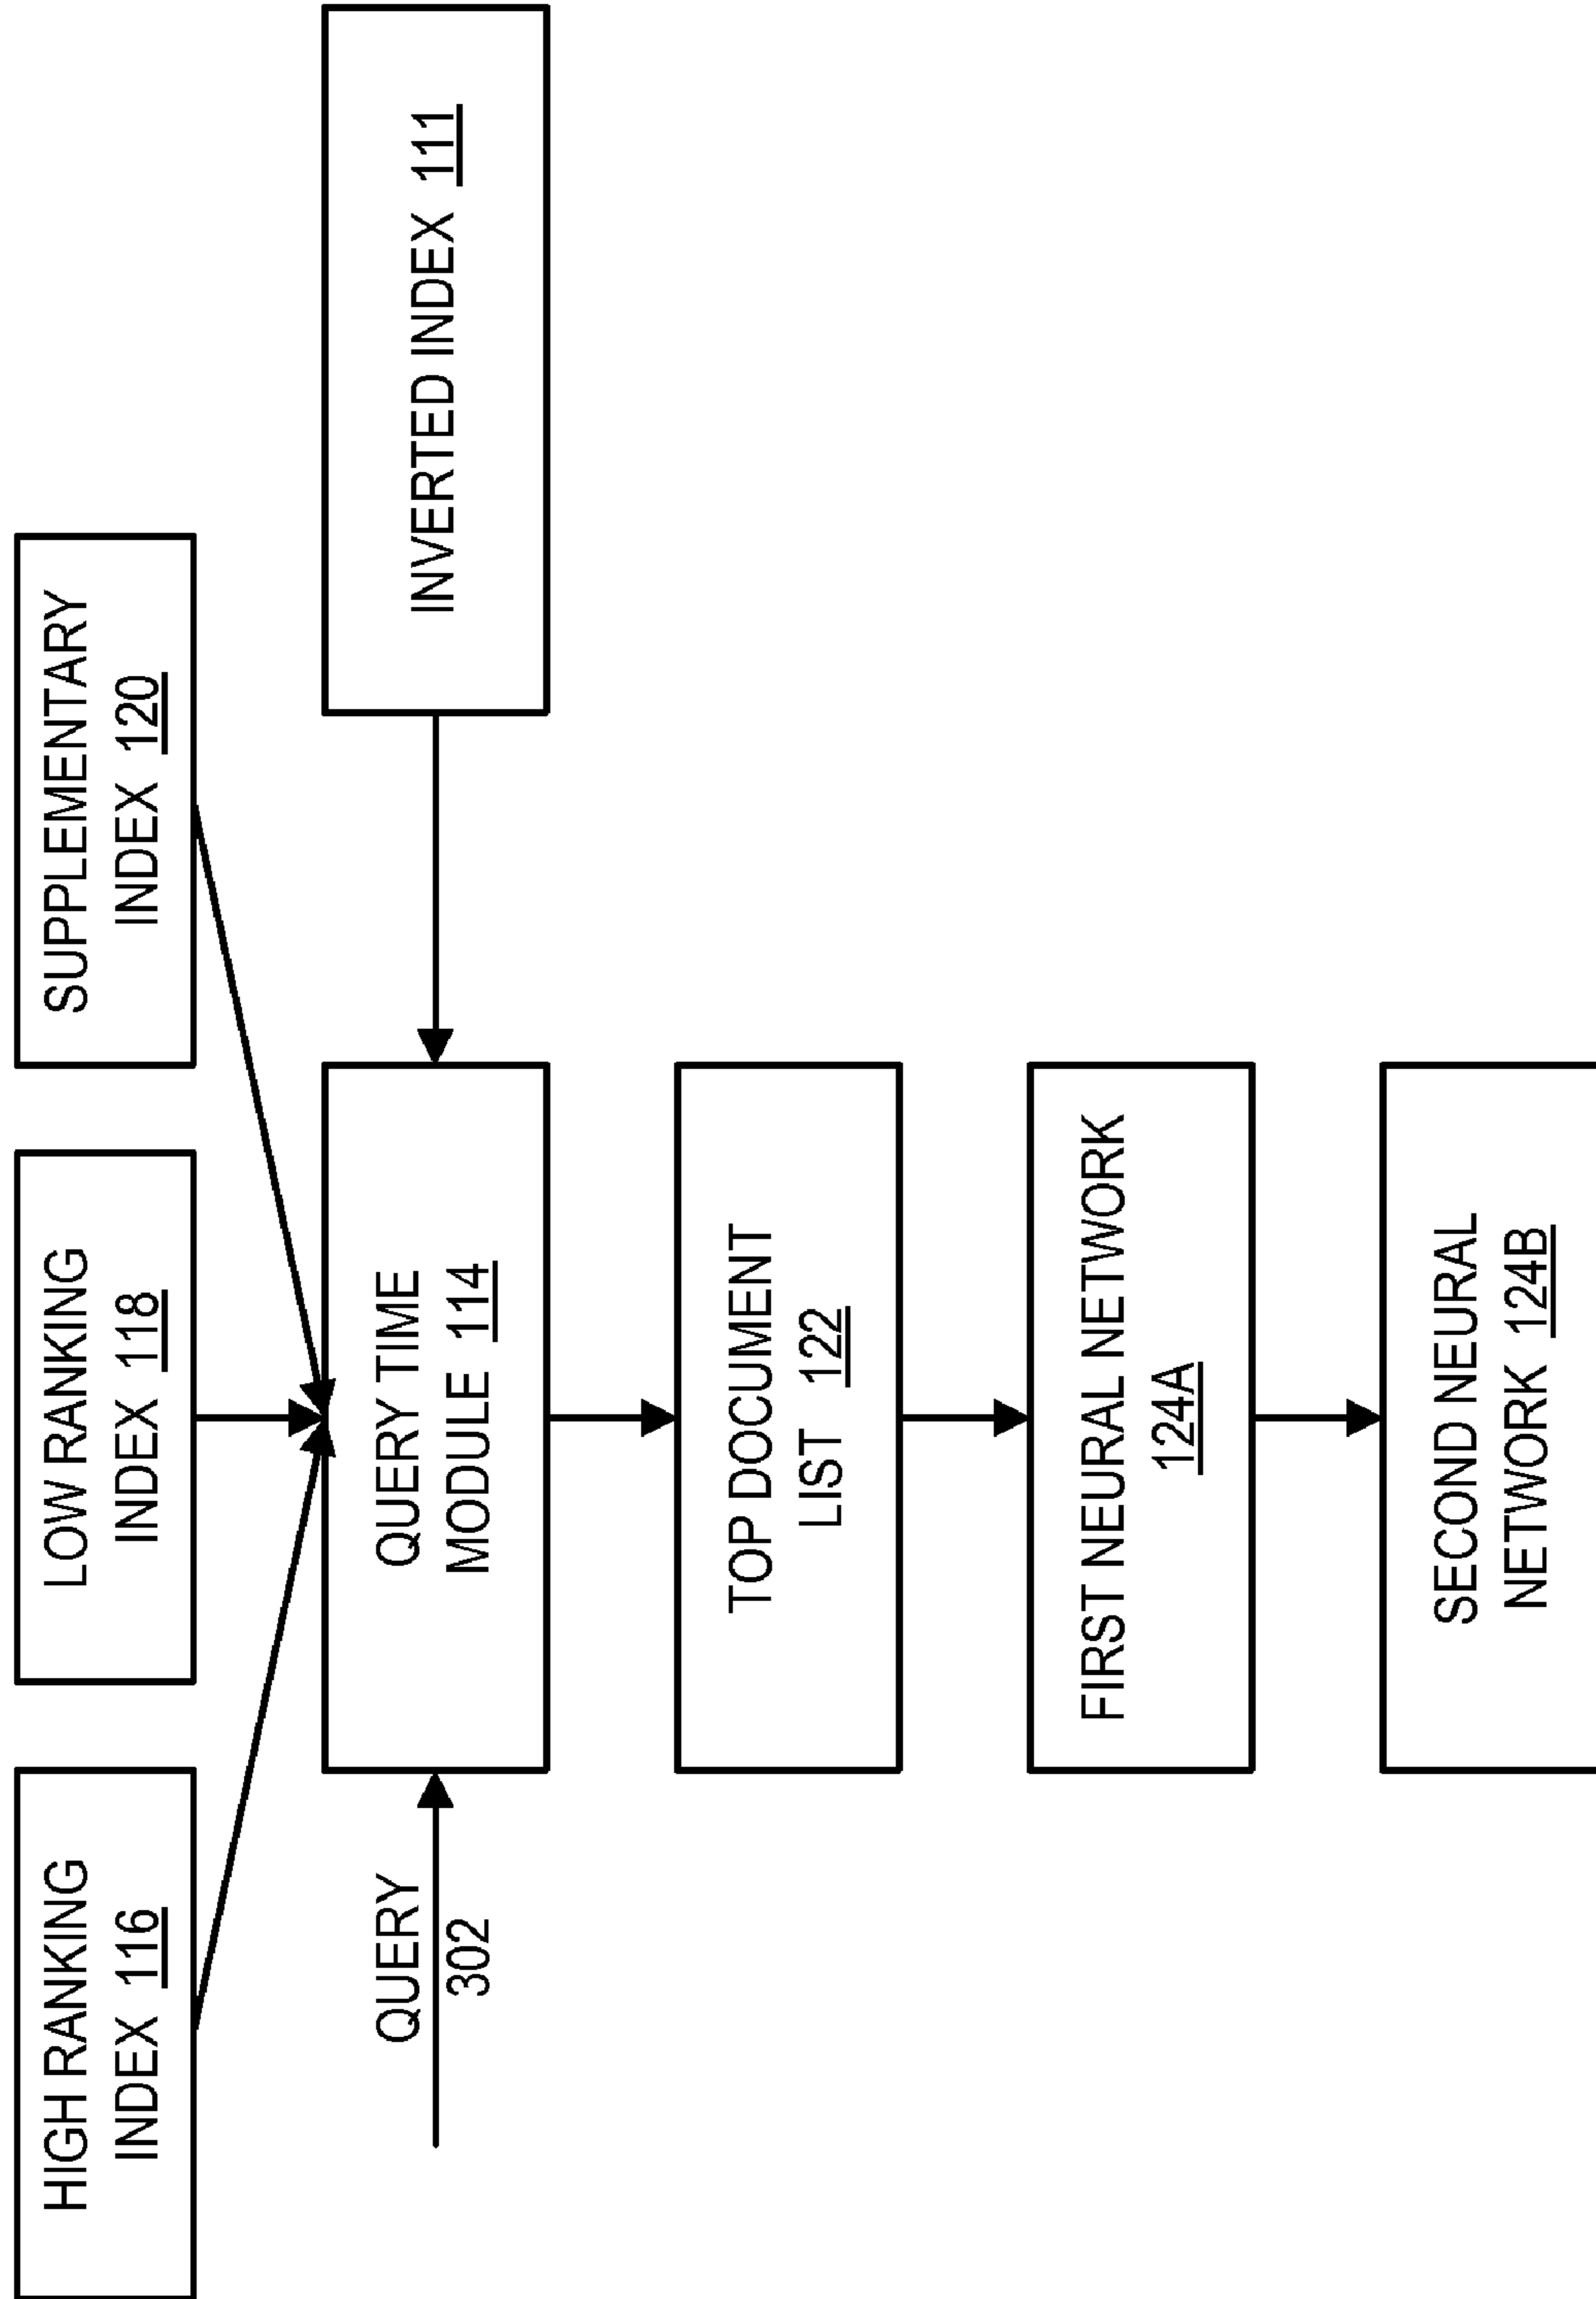 HIGH RANKING
INDEX 116
LOW RANKING
INDEX 118
SUPPLEMENTARY
INDEX 120
QUERY
302
QUERY TIME
MODULE 114
INVERTED INDEX 111
TOP DOCUMENT
LIST 122
FIRST NEURAL NETWORK
124A
SECOND NEURAL
NETWORK 124B